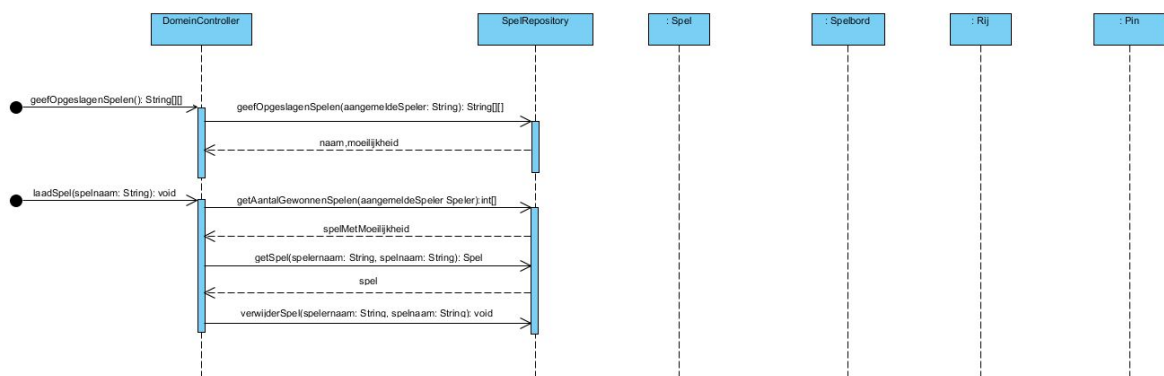 DomeinController
SpelRepository
: Spel
: Spelbord
: Rij
: Pin
geefOpgeslagenSpelen(): String[][]
geefOpgeslagenSpelen(aangemeldeSpeler: String): String[][]
naam,moeilijkheid
laadSpel(spelnaam: String): void
getAantalGewonnenSpelen(aangemeldeSpeler Speler):int[]
spelMetMoeilijkheid
getSpel(spelernaam: String, spelnaam: String): Spel
spel
verwijderSpel(spelernaam: String, spelnaam: String): void